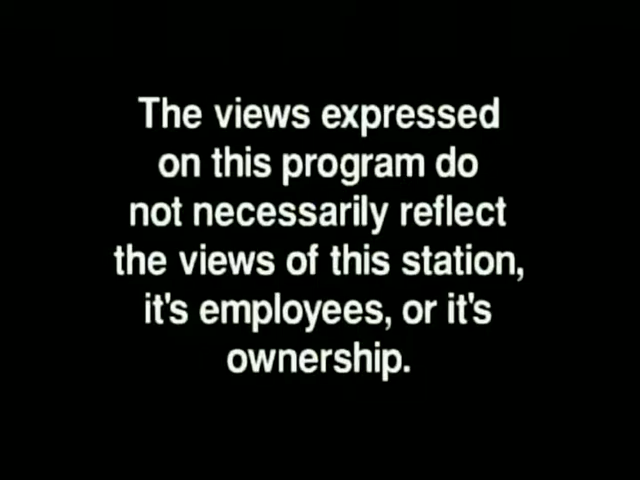 The views expressed
on this program do
not necessarily reflect
the views of this station,
it's employees, or it's
ownership.